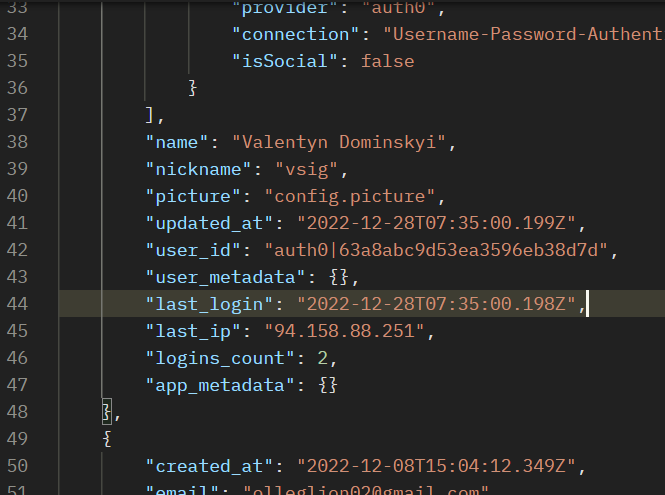 33 "provider": "auth0",
34 "connection": "Username-Password-Authent
35 "isSocial": false
36 }
37 ],
38 "name": "Valentyn Dominskyi",
39 "nickname": "vsig",
40 "picture": "config.picture",
41 "updated_at": "2022-12-28T07:35:00.199Z",
42 "user_id": "auth0|63a8abc9d53ea3596eb38d7d",
43 "user_metadata": {},
44 "last_login": "2022-12-28T07:35:00.198Z",
45 "last_ip": "94.158.88.251",
46 "logins_count": 2,
47 "app_metadata": {}
48 },
49 {
50 "created_at": "2022-12-08T15:04:12.349Z",
51 "email": "olleglion020@gmail.com"